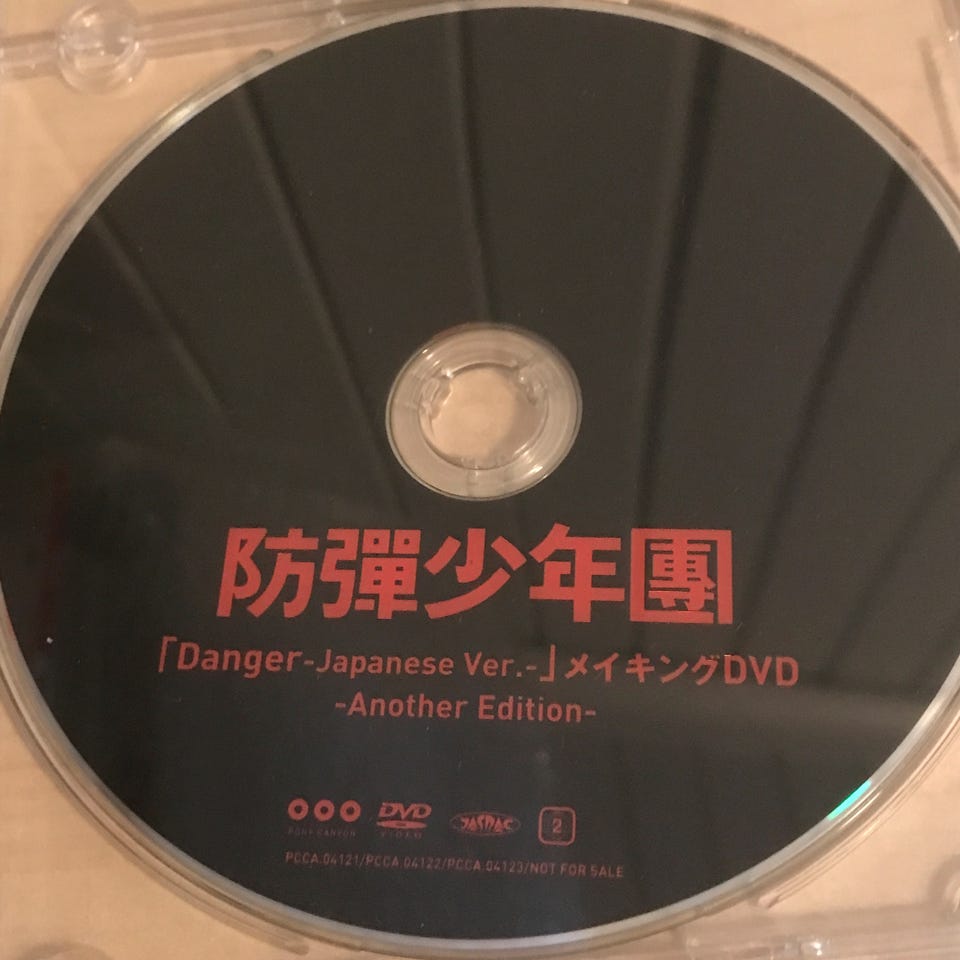 防彈少年團
「Danger-Japanese Ver.-」メイキングDVD
-Another Edition-
PONY CANYON
DVD
VIDEO
JASRAC
2
PCCA.04121/PCCA.04122/PCCA.04123/NOT FOR SALE